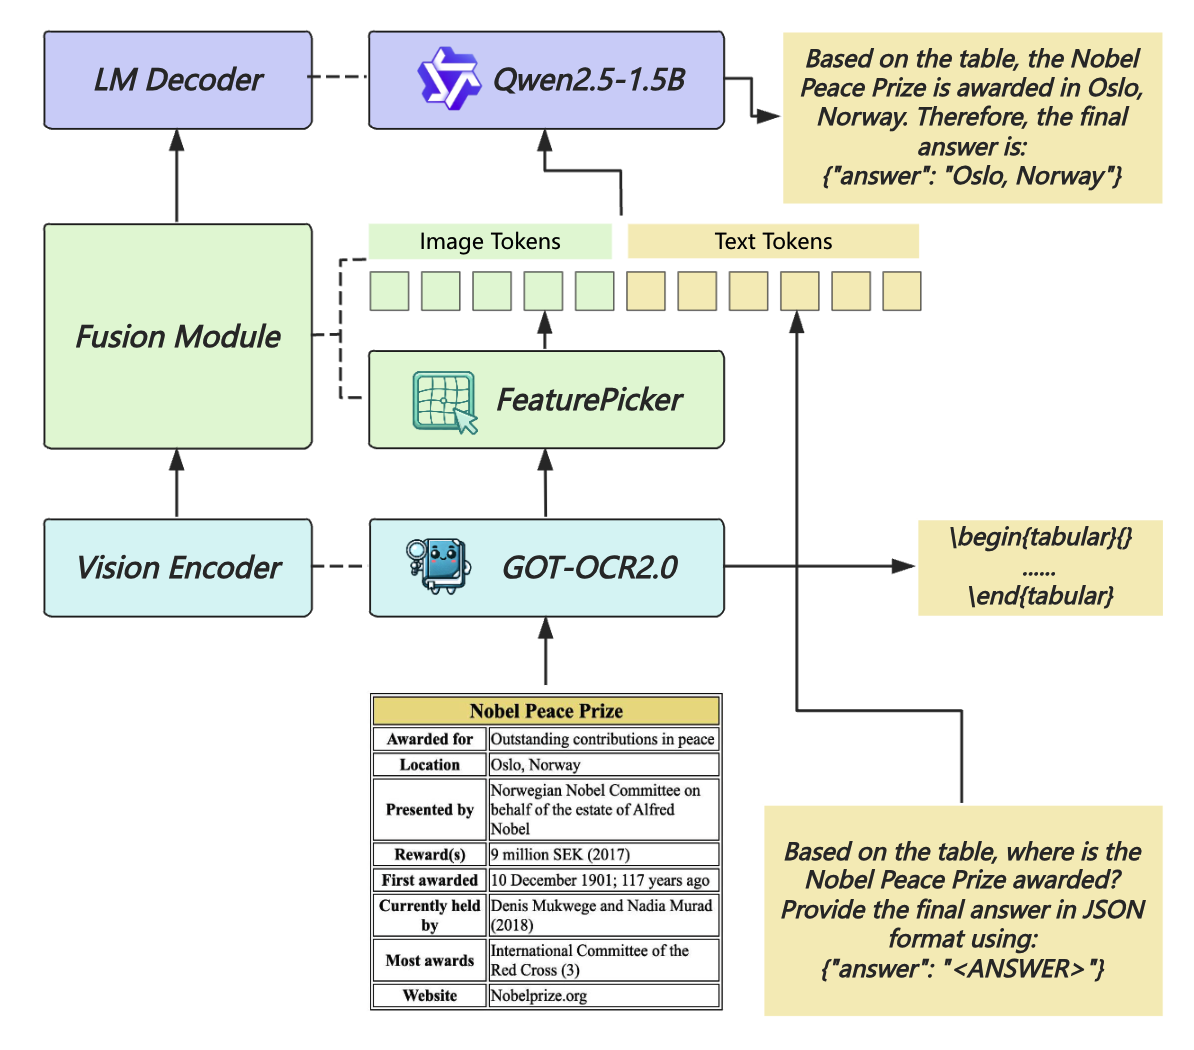 LM Decoder
Qwen2.5-1.5B
Based on the table, the Nobel
Peace Prize is awarded in Oslo,
Norway. Therefore, the final
answer is:
{"answer": "Oslo, Norway"}
Fusion Module
Image Tokens
Text Tokens
FeaturePicker
Vision Encoder
GOT-OCR2.0
\begin{tabular}{}
......
\end{tabular}
Nobel Peace Prize
Awarded for
Outstanding contributions in peace
Location
Oslo, Norway
Presented by
Norwegian Nobel Committee on
behalf of the estate of Alfred
Nobel
Reward(s)
9 million SEK (2017)
First awarded
10 December 1901; 117 years ago
Currently held
by
Denis Mukwege and Nadia Murad
(2018)
Most awards
International Committee of the
Red Cross (3)
Website
Nobelprize.org
Based on the table, where is the
Nobel Peace Prize awarded?
Provide the final answer in JSON
format using:
{"answer": "<ANSWER>"}